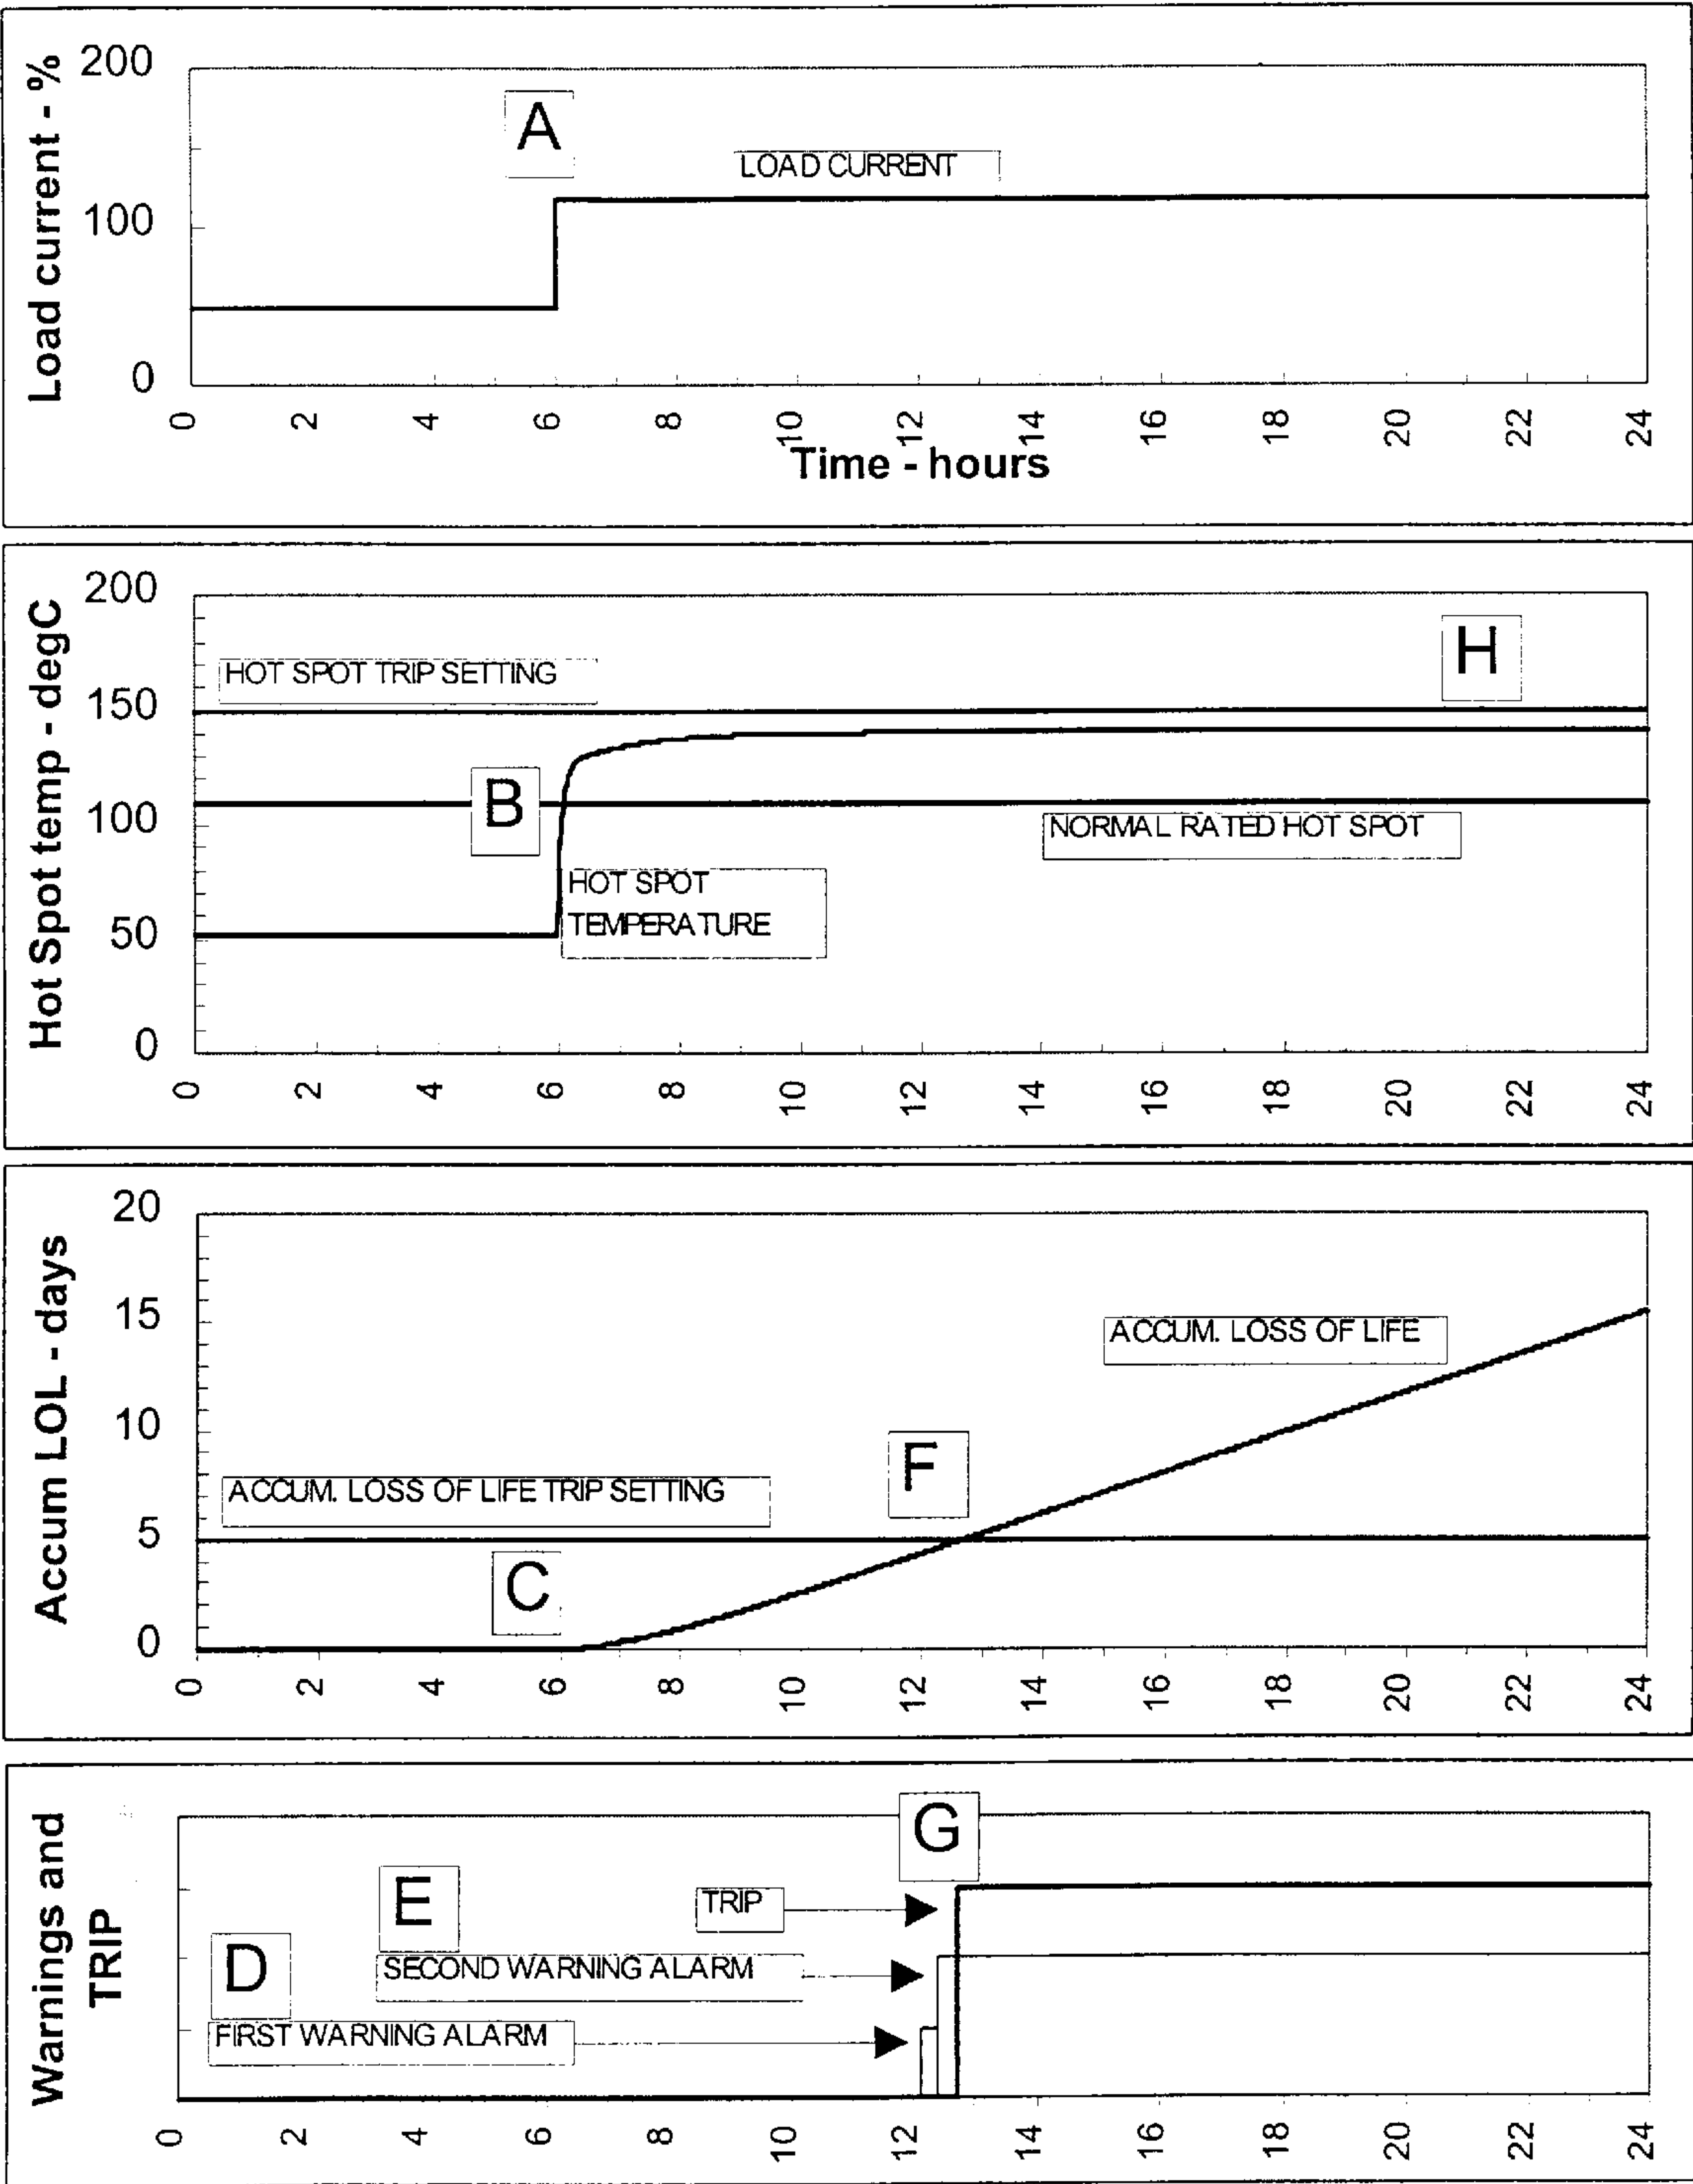 Load current - %
200
100
0
A
LOAD CURRENT
0 2 4 6 8 10 12 14 16 18 20 22 24
Time - hours
Hot Spot temp - degC
200
150
100
50
0
HOT SPOT TRIP SETTING
H
B
NORMAL RATED HOT SPOT
HOT SPOT
TEMPERATURE
0 2 4 6 8 10 12 14 16 18 20 22 24
Accum LOL - days
20
15
10
5
0
ACCUM. LOSS OF LIFE
F
ACCUM. LOSS OF LIFE TRIP SETTING
C
0 2 4 6 8 10 12 14 16 18 20 22 24
Warnings and
TRIP
G
E
TRIP
D
SECOND WARNING ALARM
FIRST WARNING ALARM
0 2 4 6 8 10 12 14 16 18 20 22 24